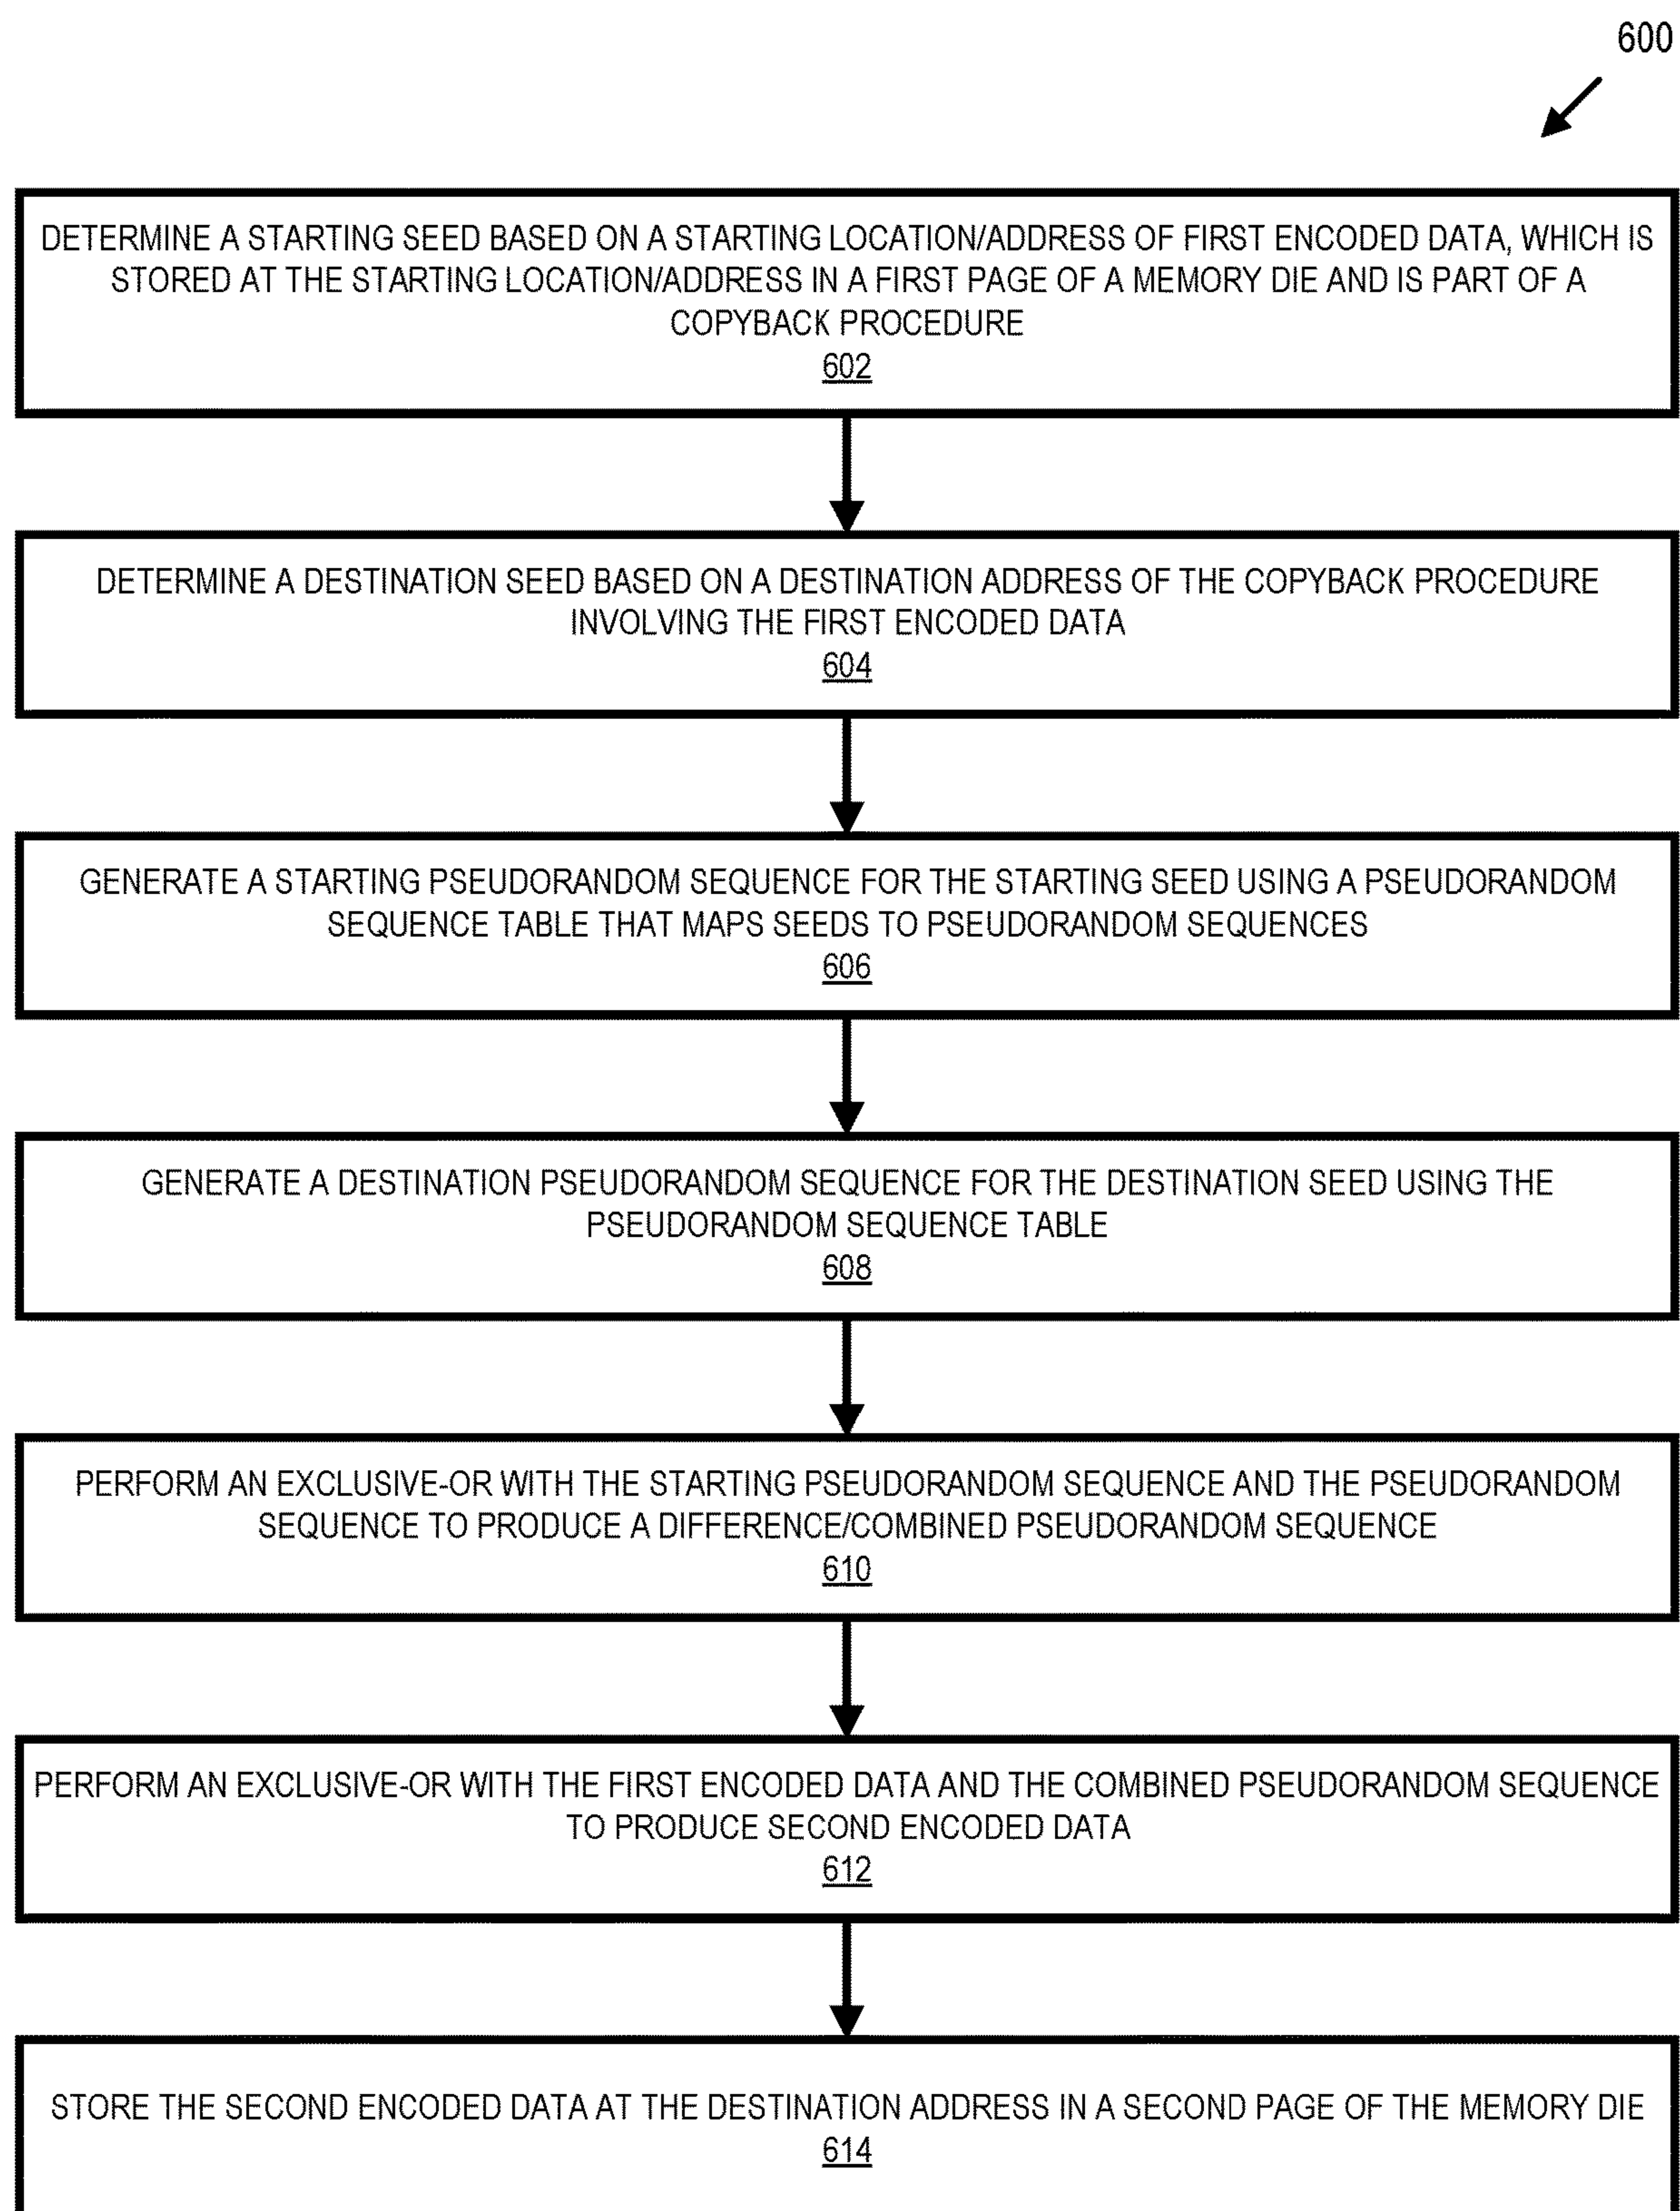 600
DETERMINE A STARTING SEED BASED ON A STARTING LOCATION/ADDRESS OF FIRST ENCODED DATA, WHICH IS
STORED AT THE STARTING LOCATION/ADDRESS IN A FIRST PAGE OF A MEMORY DIE AND IS PART OF A
COPYBACK PROCEDURE
602
DETERMINE A DESTINATION SEED BASED ON A DESTINATION ADDRESS OF THE COPYBACK PROCEDURE
INVOLVING THE FIRST ENCODED DATA
604
GENERATE A STARTING PSEUDORANDOM SEQUENCE FOR THE STARTING SEED USING A PSEUDORANDOM
SEQUENCE TABLE THAT MAPS SEEDS TO PSEUDORANDOM SEQUENCES
606
GENERATE A DESTINATION PSEUDORANDOM SEQUENCE FOR THE DESTINATION SEED USING THE
PSEUDORANDOM SEQUENCE TABLE
608
PERFORM AN EXCLUSIVE-OR WITH THE STARTING PSEUDORANDOM SEQUENCE AND THE PSEUDORANDOM
SEQUENCE TO PRODUCE A DIFFERENCE/COMBINED PSEUDORANDOM SEQUENCE
610
PERFORM AN EXCLUSIVE-OR WITH THE FIRST ENCODED DATA AND THE COMBINED PSEUDORANDOM SEQUENCE
TO PRODUCE SECOND ENCODED DATA
612
STORE THE SECOND ENCODED DATA AT THE DESTINATION ADDRESS IN A SECOND PAGE OF THE MEMORY DIE
614